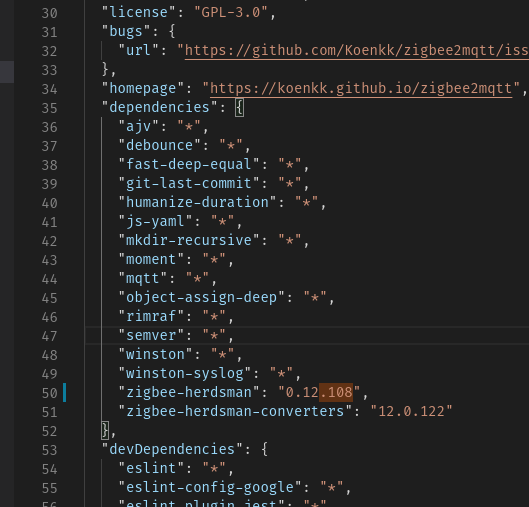 30 "license": "GPL-3.0",
31 "bugs": {
32 "url": "https://github.com/Koenkk/zigbee2mqtt/iss
33 },
34 "homepage": "https://koenkk.github.io/zigbee2mqtt",
35 "dependencies": {
36 "ajv": "*",
37 "debounce": "*",
38 "fast-deep-equal": "*",
39 "git-last-commit": "*",
40 "humanize-duration": "*",
41 "js-yaml": "*",
42 "mkdir-recursive": "*",
43 "moment": "*",
44 "mqtt": "*",
45 "object-assign-deep": "*",
46 "rimraf": "*",
47 "semver": "*",
48 "winston": "*",
49 "winston-syslog": "*",
50 "zigbee-herdsman": "0.12.108",
51 "zigbee-herdsman-converters": "12.0.122"
52 },
53 "devDependencies": {
54 "eslint": "*",
55 "eslint-config-google": "*",
56 "eslint-plugin-jest": "*"